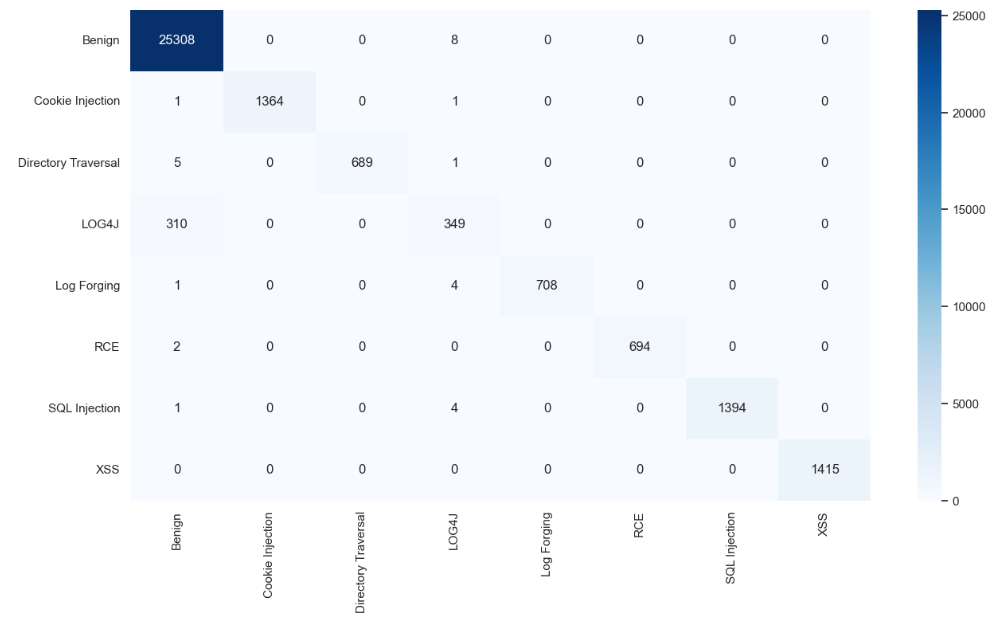 Benign 25308 0 0 8 0 0 0 0
Cookie Injection 1 1364 0 1 0 0 0 0
Directory Traversal 5 0 689 1 0 0 0 0
LOG4J 310 0 0 349 0 0 0 0
Log Forging 1 0 0 4 708 0 0 0
RCE 2 0 0 0 0 694 0 0
SQL Injection 1 0 0 4 0 0 1394 0
XSS 0 0 0 0 0 0 0 1415
Benign
Cookie Injection
Directory Traversal
LOG4J
Log Forging
RCE
SQL Injection
XSS
25000
20000
15000
10000
5000
0